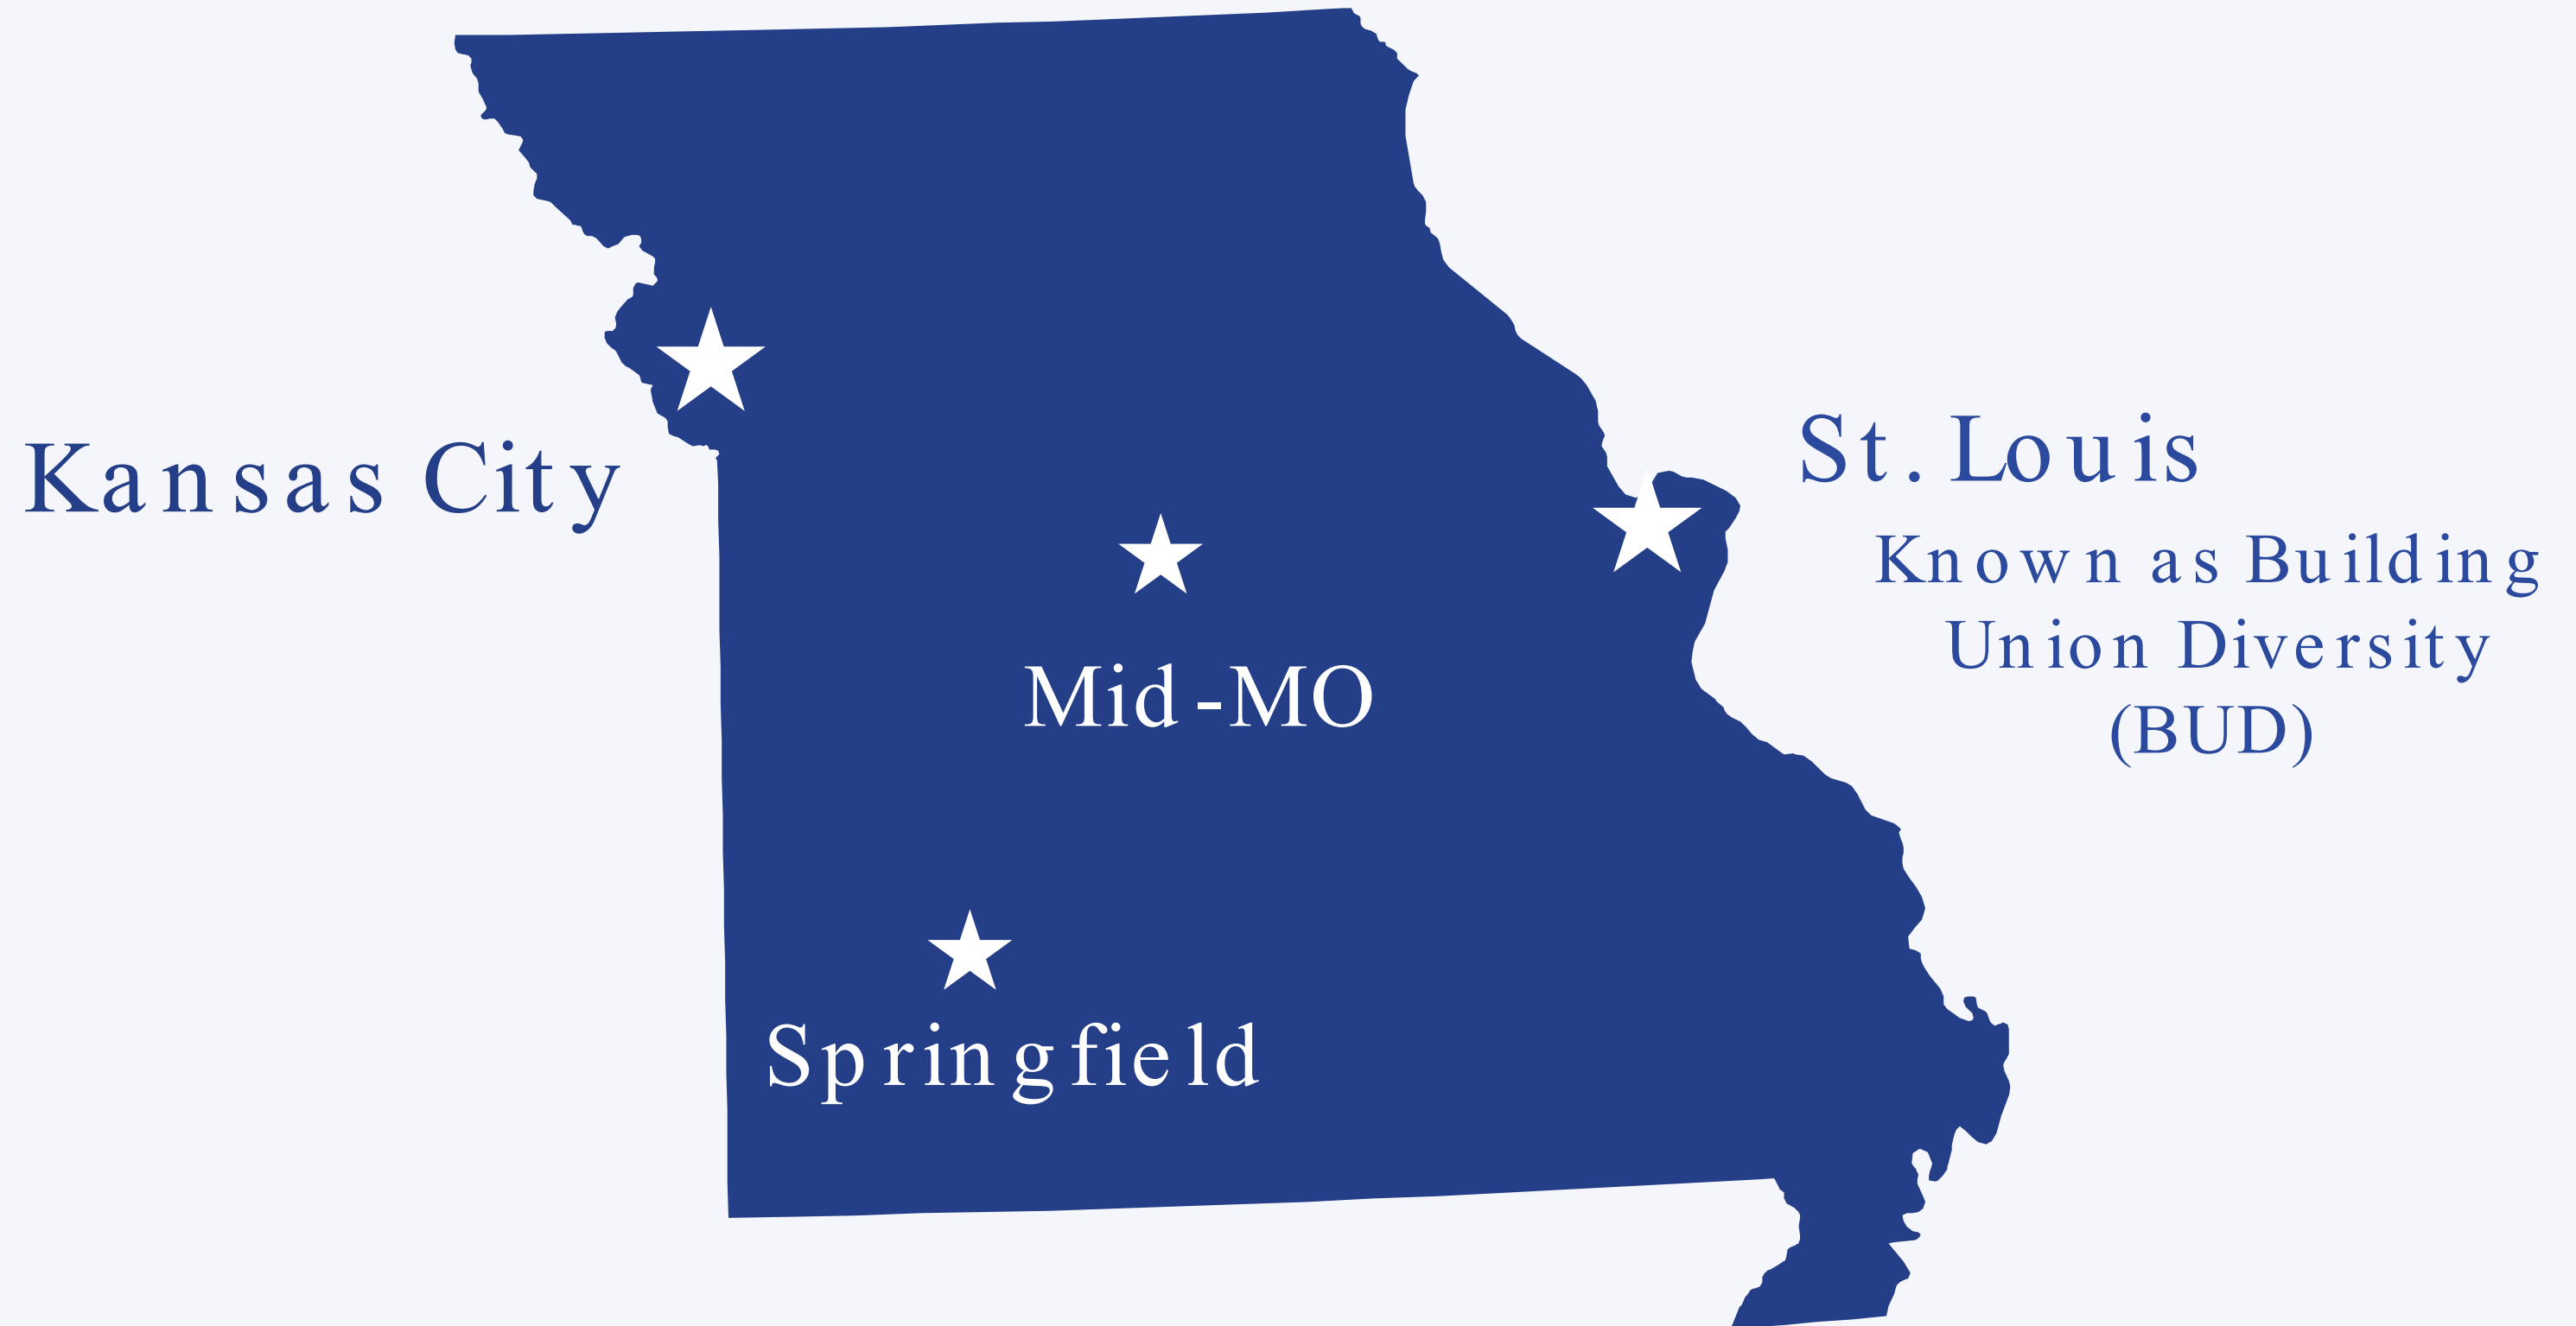 Kansas City
St. Louis
Known as Building
Union Diversity
(BUD)
Mid-MO
Springfield